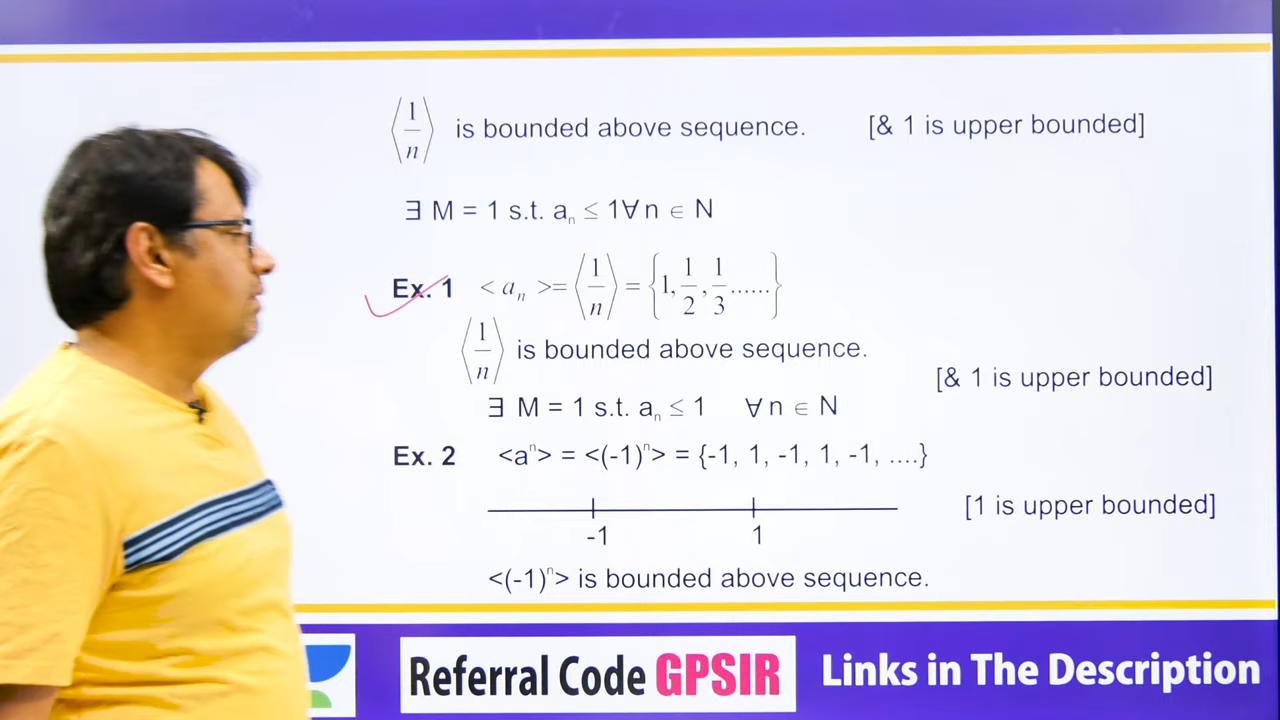 ⟨1/n⟩ is bounded above sequence. [& 1 is upper bounded]
∃ M = 1 s.t. aₙ ≤ 1∀ n ∈ N
Ex. 1 < aₙ >= ⟨1/n⟩ = {1, 1/2, 1/3......}
⟨1/n⟩ is bounded above sequence.
[& 1 is upper bounded]
∃ M = 1 s.t. aₙ ≤ 1 ∀ n ∈ N
Ex. 2 <aⁿ> = <(-1)ⁿ> = {-1, 1, -1, 1, -1, ....}
[1 is upper bounded]
-1 1
<(-1)ⁿ> is bounded above sequence.
Referral Code GPSIR Links in The Description